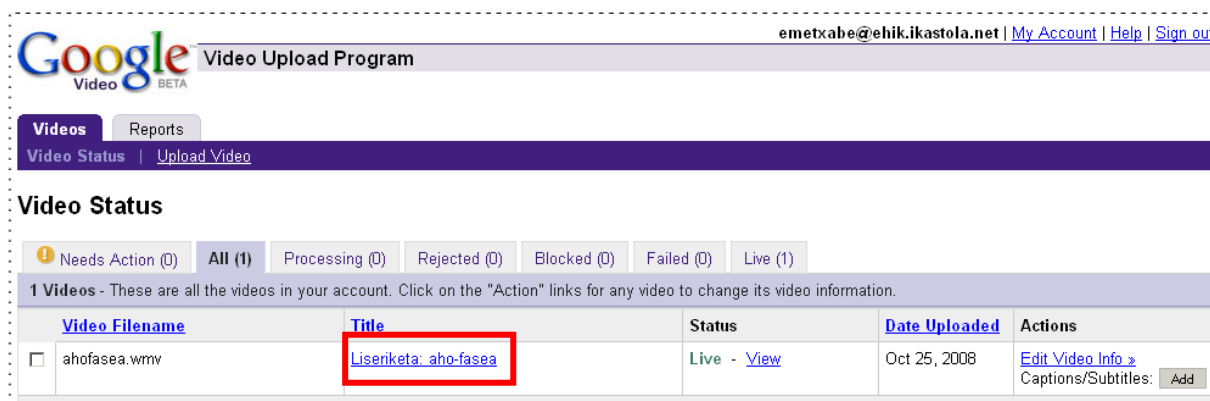 emetxabe@ehik.ikastola.net | My Account | Help | Sign out
Google Video BETA
Video Upload Program
Videos Reports
Video Status | Upload Video
Video Status
Needs Action (0) All (1) Processing (0) Rejected (0) Blocked (0) Failed (0) Live (1)
1 Videos - These are all the videos in your account. Click on the "Action" links for any video to change its video information.
Video Filename Title Status Date Uploaded Actions
ahofasea.wmv Liseriketa: aho-fasea Live - View Oct 25, 2008 Edit Video Info »
Captions/Subtitles: Add